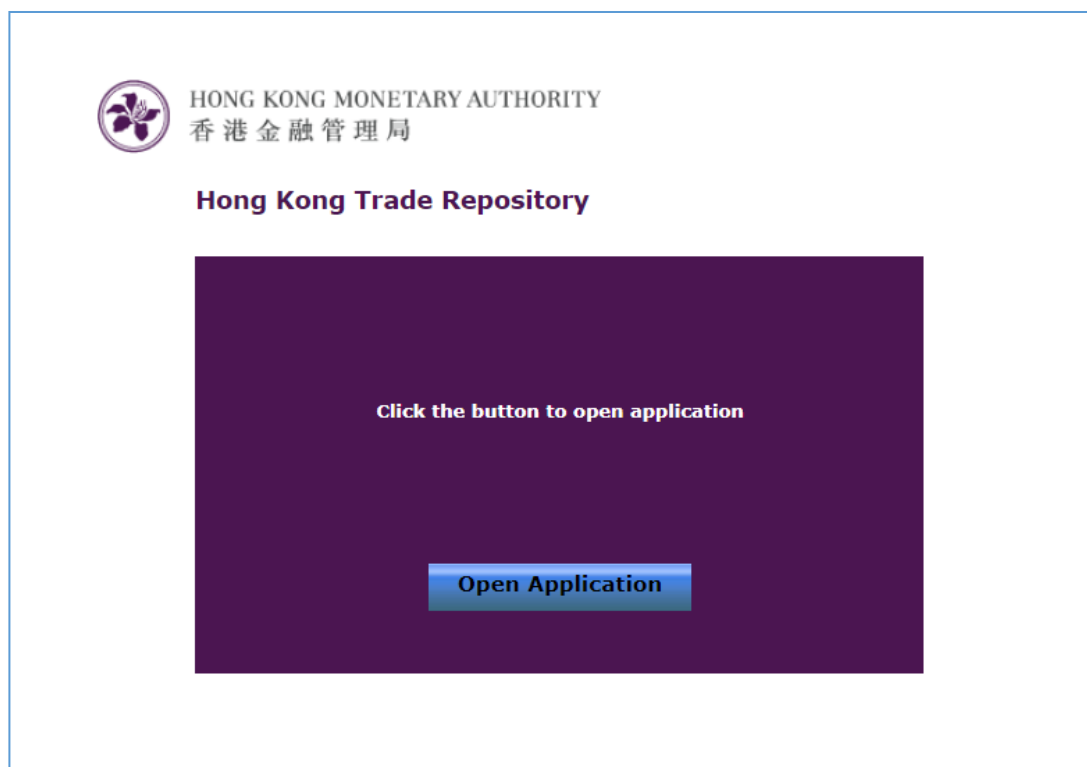 HONG KONG MONETARY AUTHORITY
香港金融管理局
Hong Kong Trade Repository
Click the button to open application
Open Application